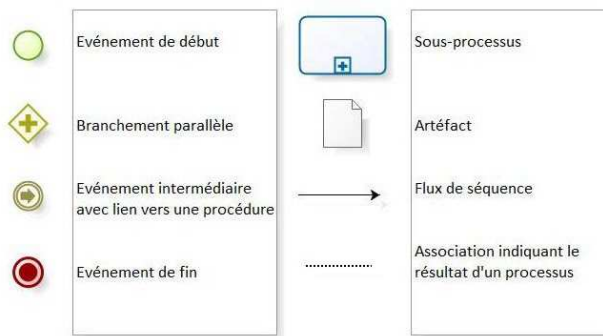 Evénement de début
Branchement parallèle
Evénement intermédiaire
avec lien vers une procédure
Evénement de fin
Sous-processus
Artéfact
Flux de séquence
Association indiquant le
résultat d'un processus